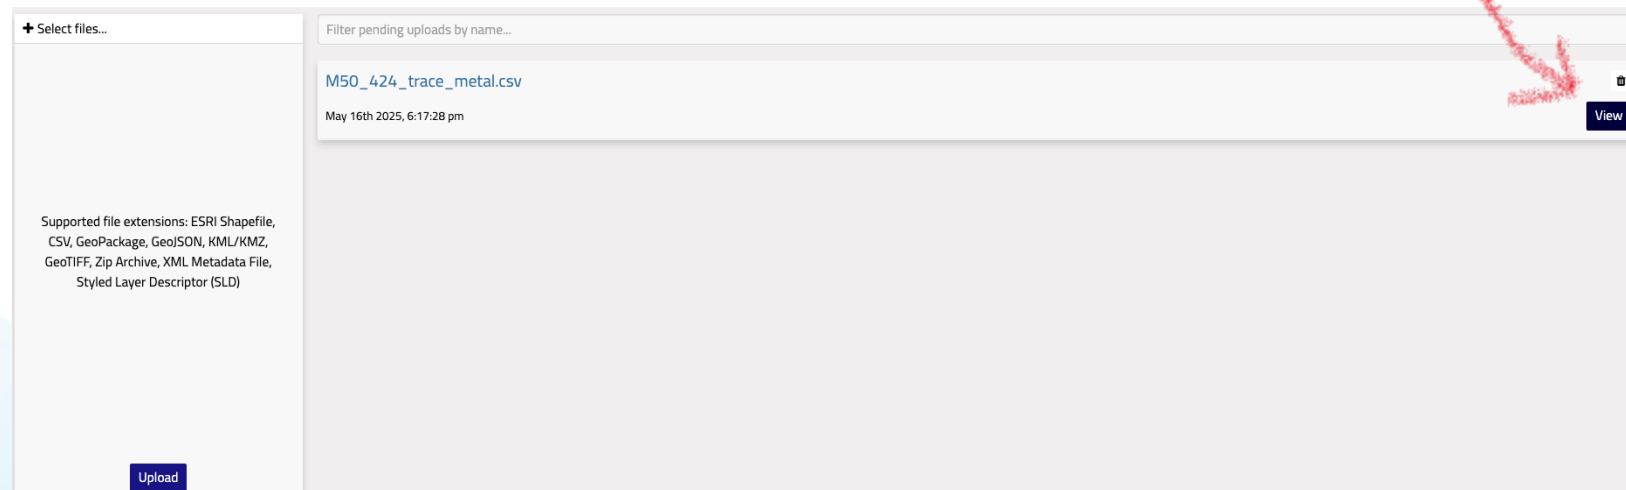 + Select files...
Filter pending uploads by name...
M50_424_trace_metal.csv
May 16th 2025, 6:17:28 pm
View
Supported file extensions: ESRI Shapefile,
CSV, GeoPackage, GeoJSON, KML/KMZ,
GeoTIFF, Zip Archive, XML Metadata File,
Styled Layer Descriptor (SLD)
Upload